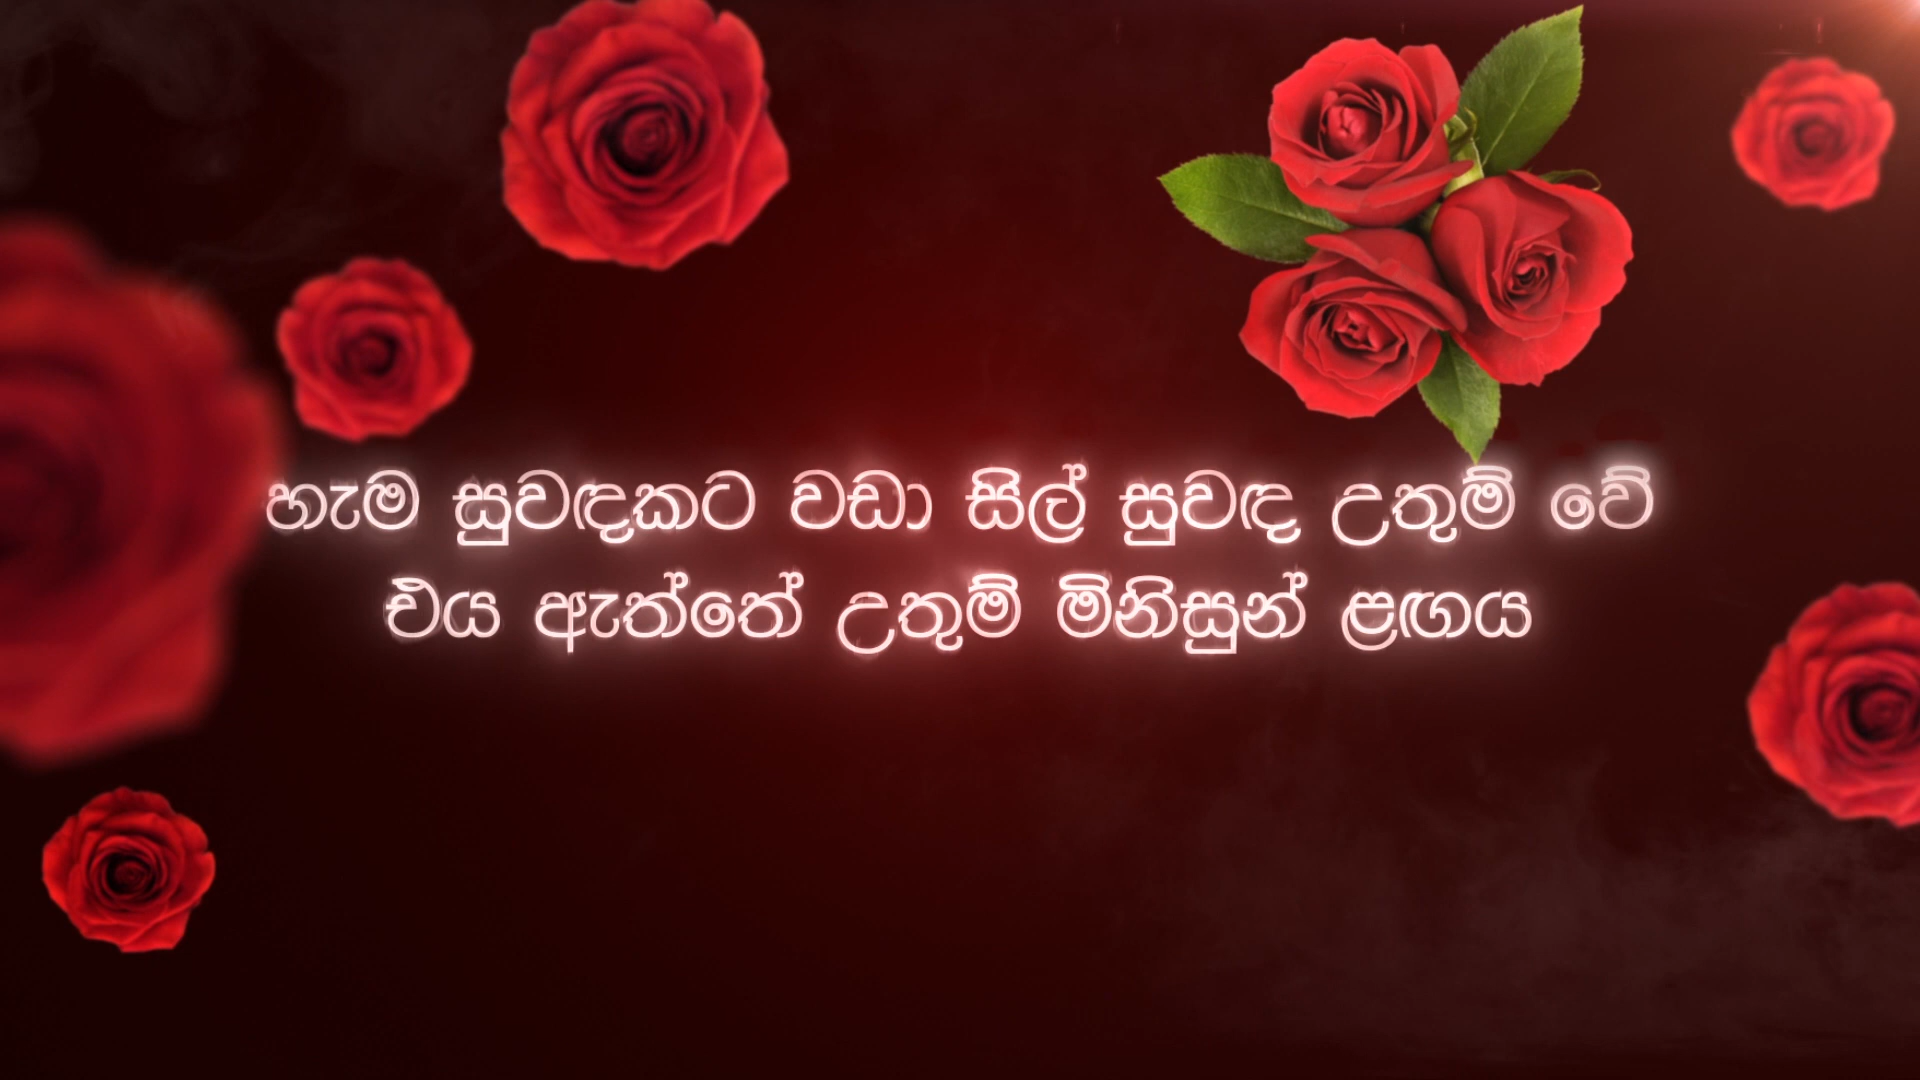 හැම සුවඳකට වඩා සිල් සුවඳ උතුම් වේ
එය ඇත්තේ උතුම් මිනිසුන් ළඟය